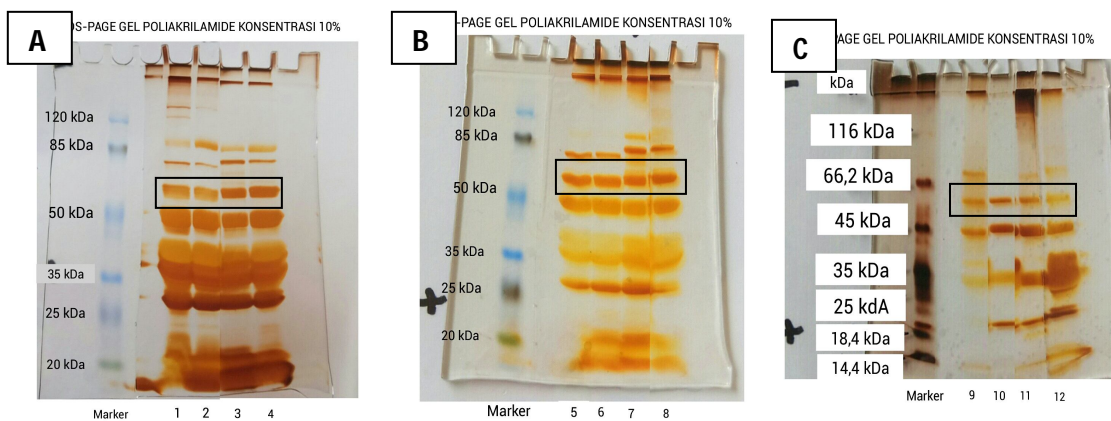 A
S-PAGE GEL POLIAKRILAMIDE KONSENTRASI 10%
120 kDa
85 kDa
50 kDa
35 kDa
25 kDa
20 kDa
Marker 1 2 3 4
B
-PAGE GEL POLIAKRILAMIDE KONSENTRASI 10%
120 kDa
85 kDa
50 kDa
35 kDa
25 kDa
20 kDa
Marker 5 6 7 8
C
PAGE GEL POLIAKRILAMIDE KONSENTRASI 10%
kDa
116 kDa
66,2 kDa
45 kDa
35 kDa
25 kdA
18,4 kDa
14,4 kDa
Marker 9 10 11 12